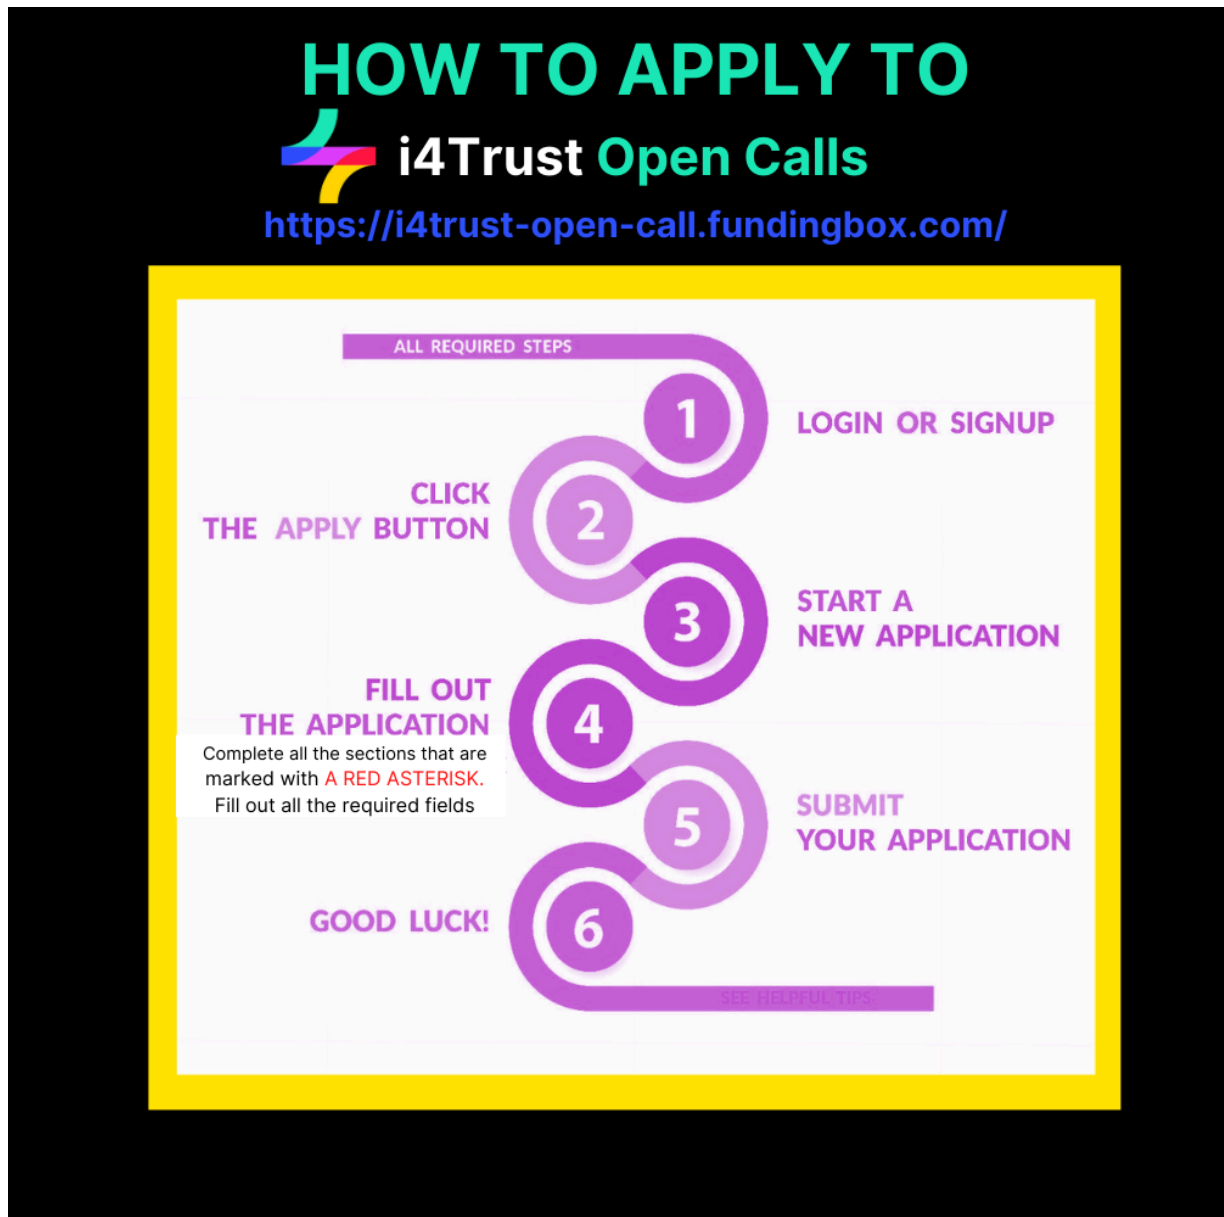 HOW TO APPLY TO
i4Trust Open Calls
https://i4trust-open-call.fundingbox.com/
ALL REQUIRED STEPS
1
LOGIN OR SIGNUP
CLICK
THE APPLY BUTTON
2
3
START A
NEW APPLICATION
FILL OUT
THE APPLICATION
Complete all the sections that are
marked with A RED ASTERISK.
Fill out all the required fields
4
5
SUBMIT
YOUR APPLICATION
GOOD LUCK!
6
SEE HELPFUL TIPS